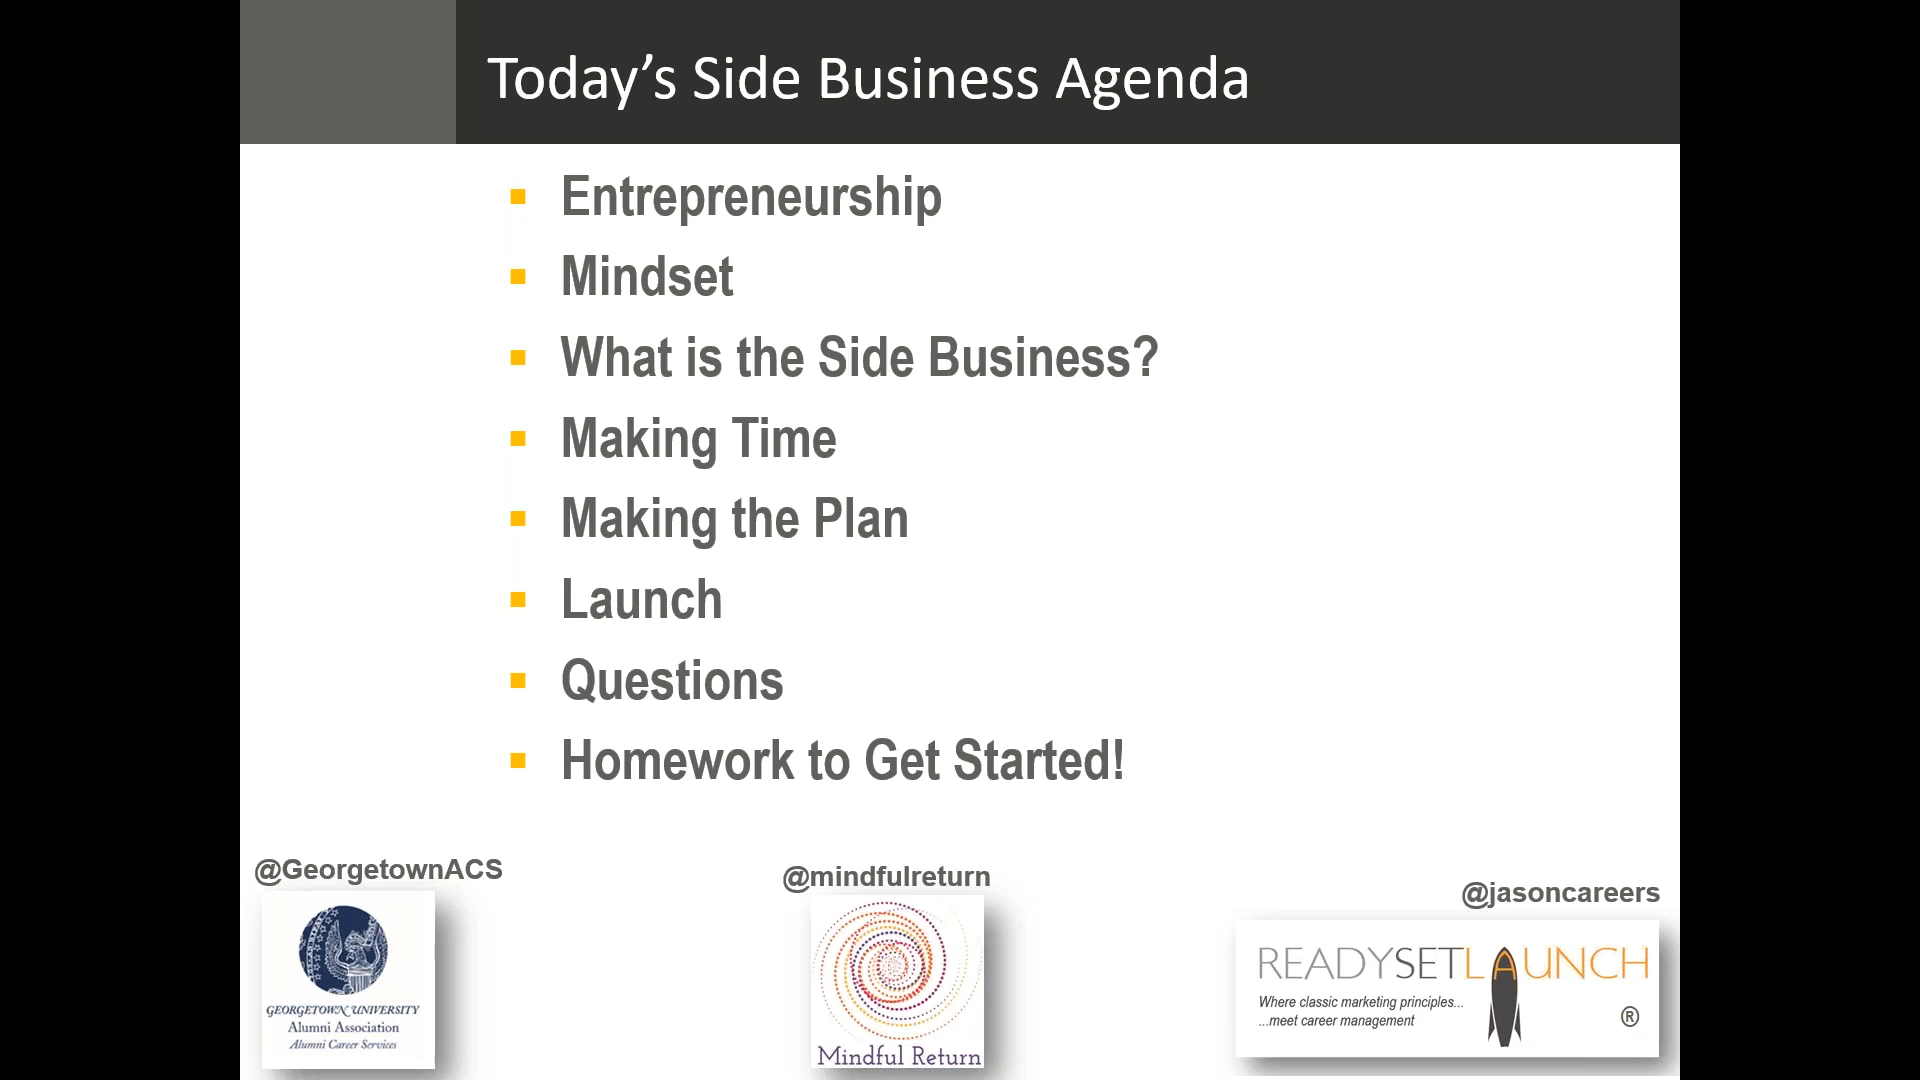 Today’s Side Business Agenda
Entrepreneurship
Mindset
What is the Side Business?
Making Time
Making the Plan
Launch
Questions
Homework to Get Started!
@GeorgetownACS
GEORGETOWN UNIVERSITY
Alumni Association
Alumni Career Services
@mindfulreturn
Mindful Return
@jasoncareers
READYSETLAUNCH
Where classic marketing principles...
...meet career management
®